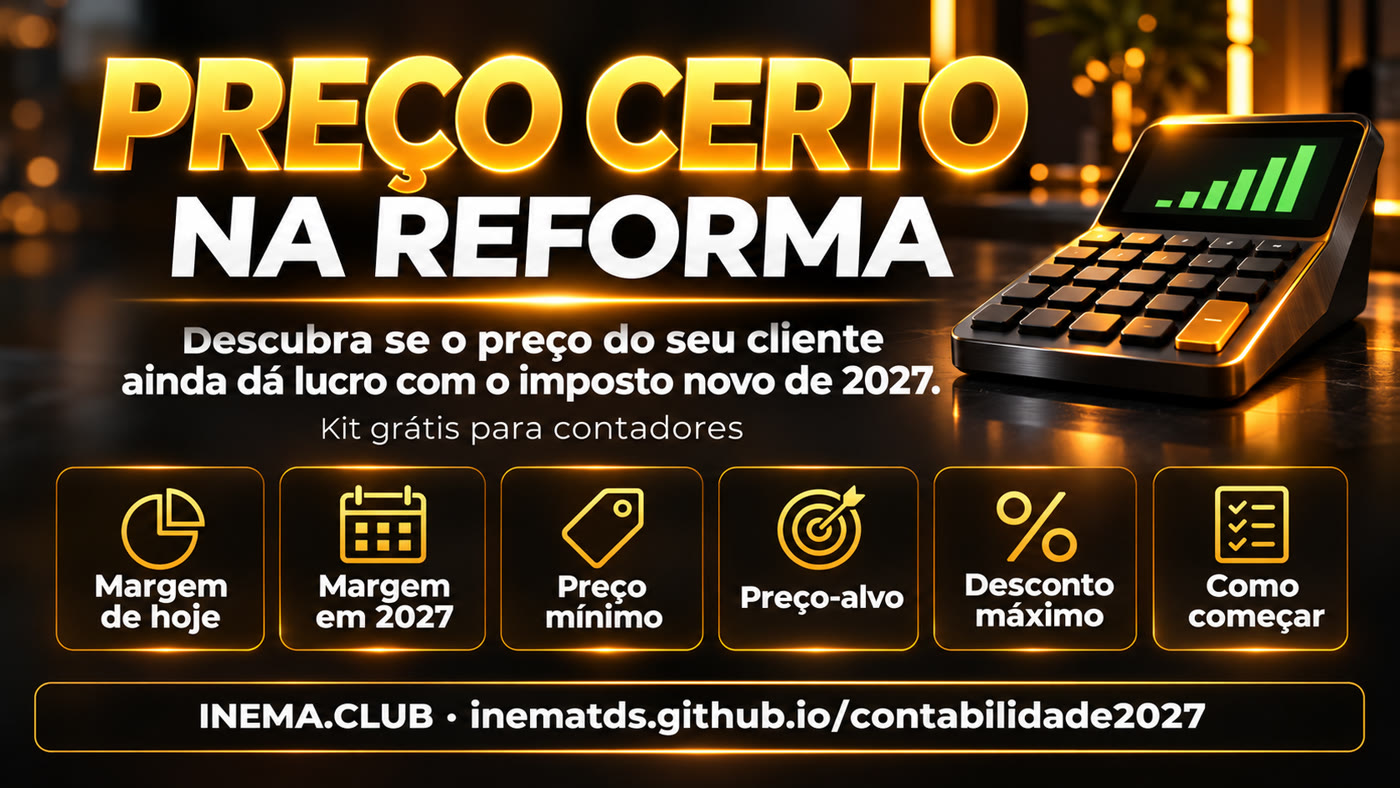 PREÇO CERTO
NA REFORMA
Descubra se o preço do seu cliente
ainda dá lucro com o imposto novo de 2027.
Kit grátis para contadores
Margem
de hoje
Margem
em 2027
Preço
mínimo
Preço-alvo
Desconto
máximo
Como
começar
INEMA.CLUB • inematds.github.io/contabilidade2027